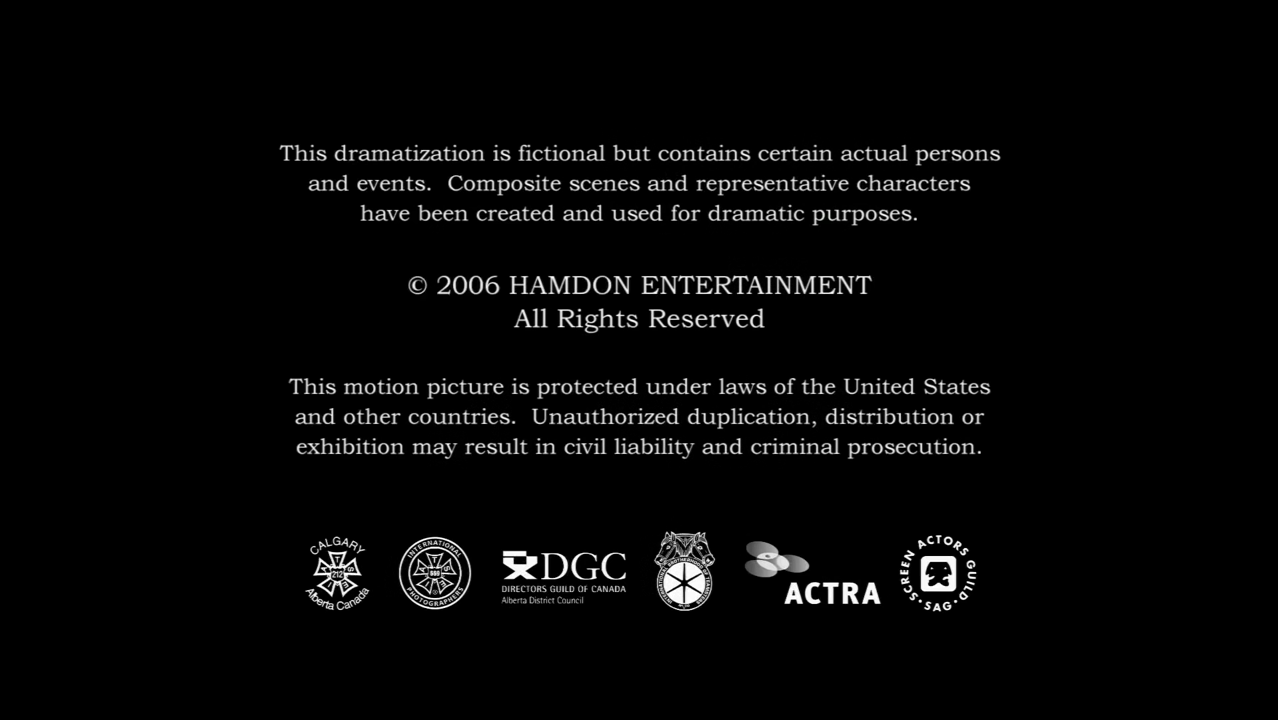 This dramatization is fictional but contains certain actual persons
and events.  Composite scenes and representative characters
have been created and used for dramatic purposes.
© 2006 HAMDON ENTERTAINMENT
All Rights Reserved
This motion picture is protected under laws of the United States
and other countries.  Unauthorized duplication, distribution or
exhibition may result in civil liability and criminal prosecution.
CALGARY
212
Alberta Canada
INTERNATIONAL
PHOTOGRAPHERS
DGC
DIRECTORS GUILD OF CANADA
Alberta District Council
ACTRA
SCREEN ACTORS GUILD
· SAG ·